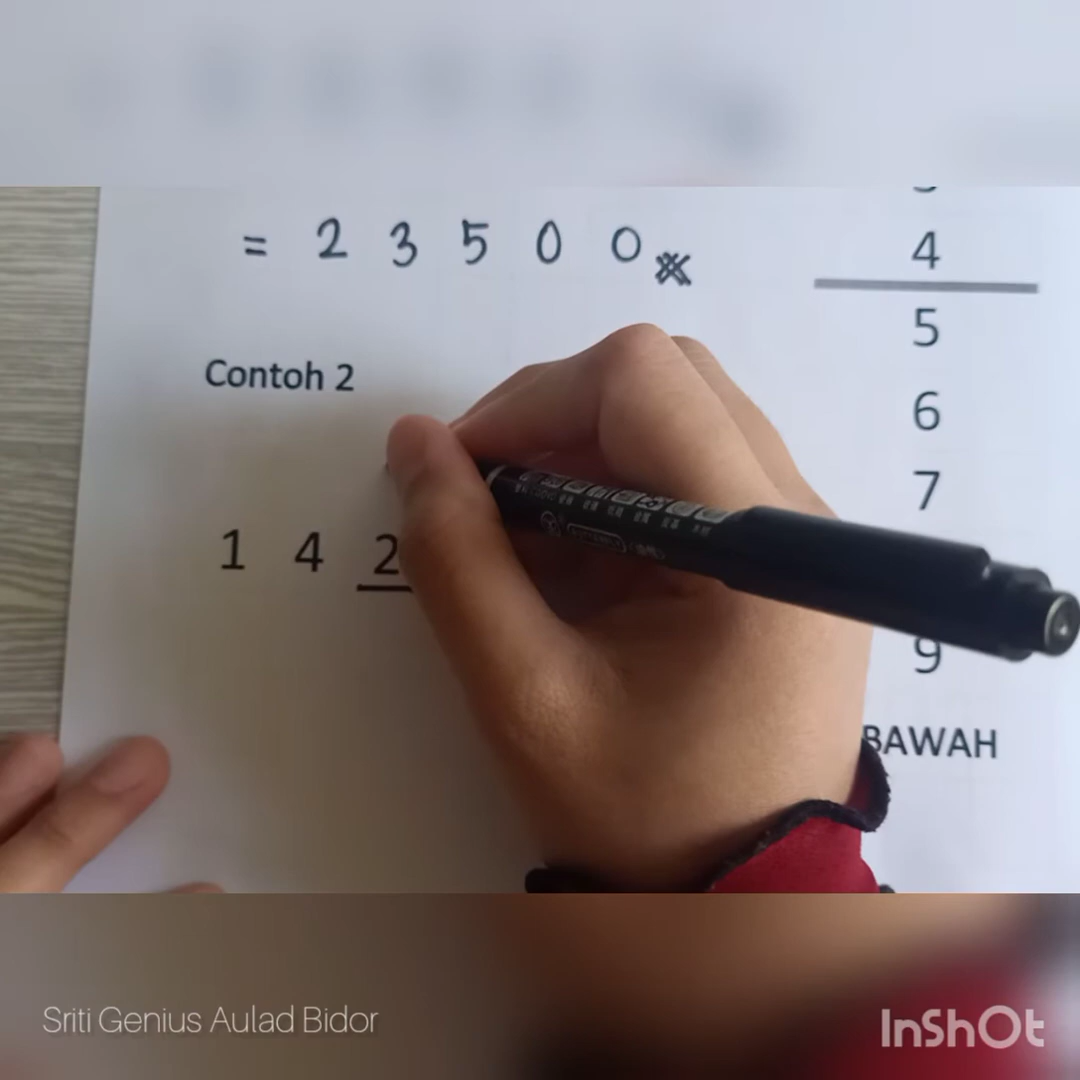 = 2 3 5 0 0
4
5
Contoh 2
6
7
1 4 2
9
BAWAH
Sriti Genius Aulad Bidor
InShOt